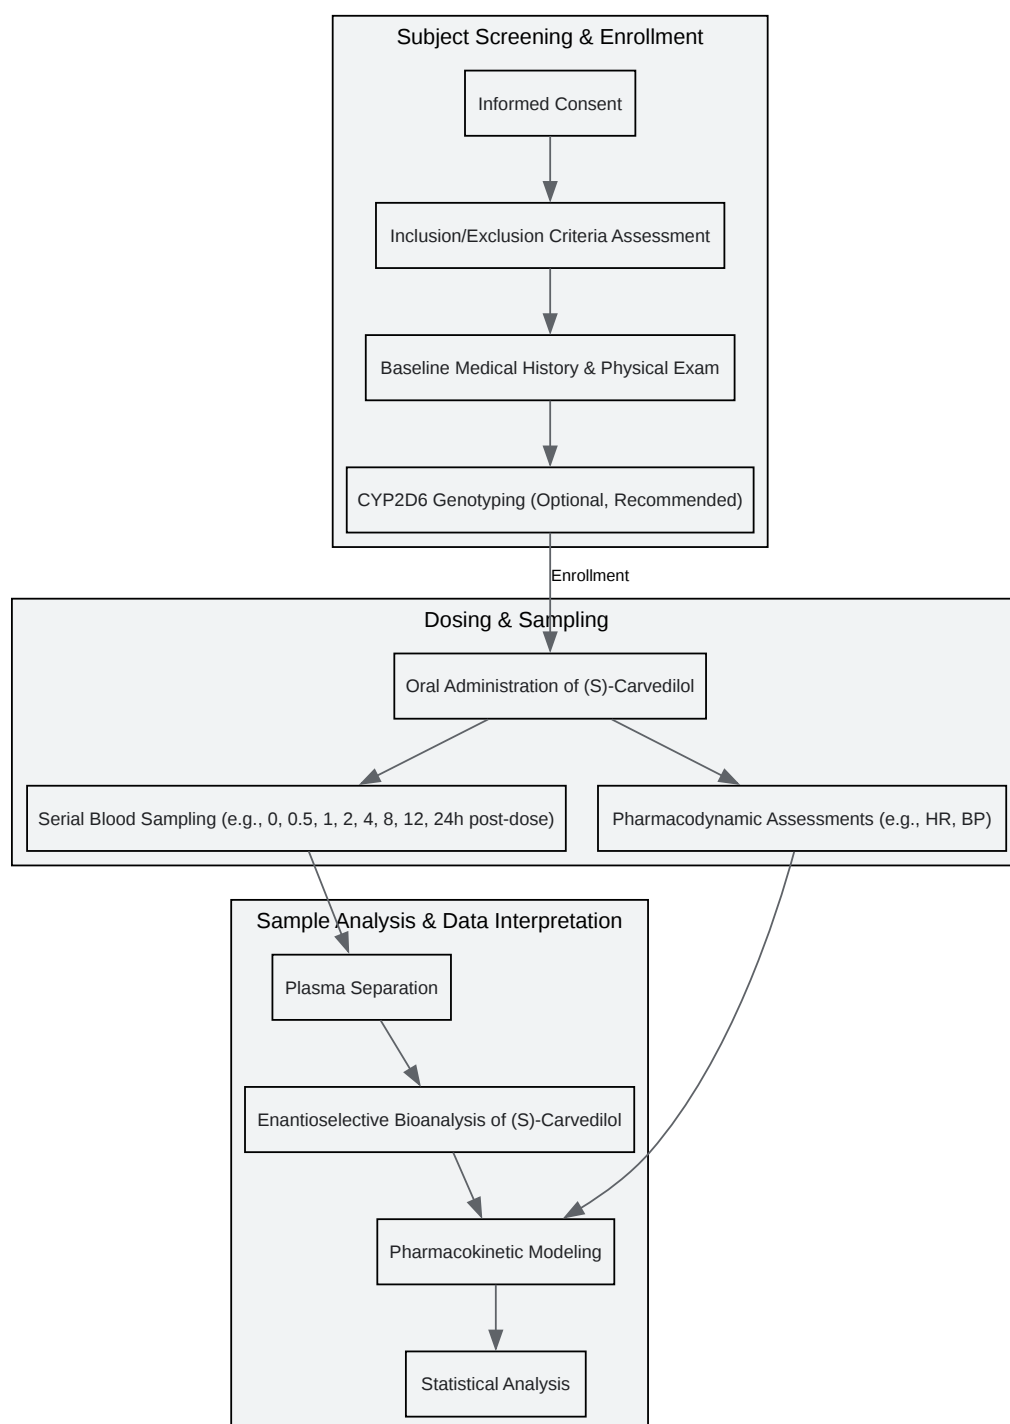 Subject Screening & Enrollment
Informed Consent
Inclusion/Exclusion Criteria Assessment
Baseline Medical History & Physical Exam
CYP2D6 Genotyping (Optional, Recommended)
Enrollment
Dosing & Sampling
Oral Administration of (S)-Carvedilol
Serial Blood Sampling (e.g., 0, 0.5, 1, 2, 4, 8, 12, 24h post-dose)
Pharmacodynamic Assessments (e.g., HR, BP)
Sample Analysis & Data Interpretation
Plasma Separation
Enantioselective Bioanalysis of (S)-Carvedilol
Pharmacokinetic Modeling
Statistical Analysis